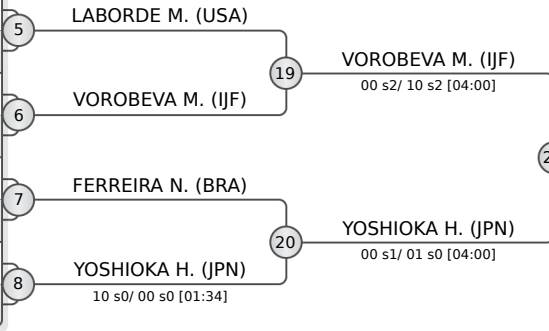 LABORDE M. (USA)
5
VOROBEVA M. (IJF)
19
00 s2/ 10 s2 [04:00]
VOROBEVA M. (IJF)
6
FERREIRA N. (BRA)
7
YOSHIOKA H. (JPN)
20
00 s1/ 01 s0 [04:00]
YOSHIOKA H. (JPN)
8
10 s0/ 00 s0 [01:34]